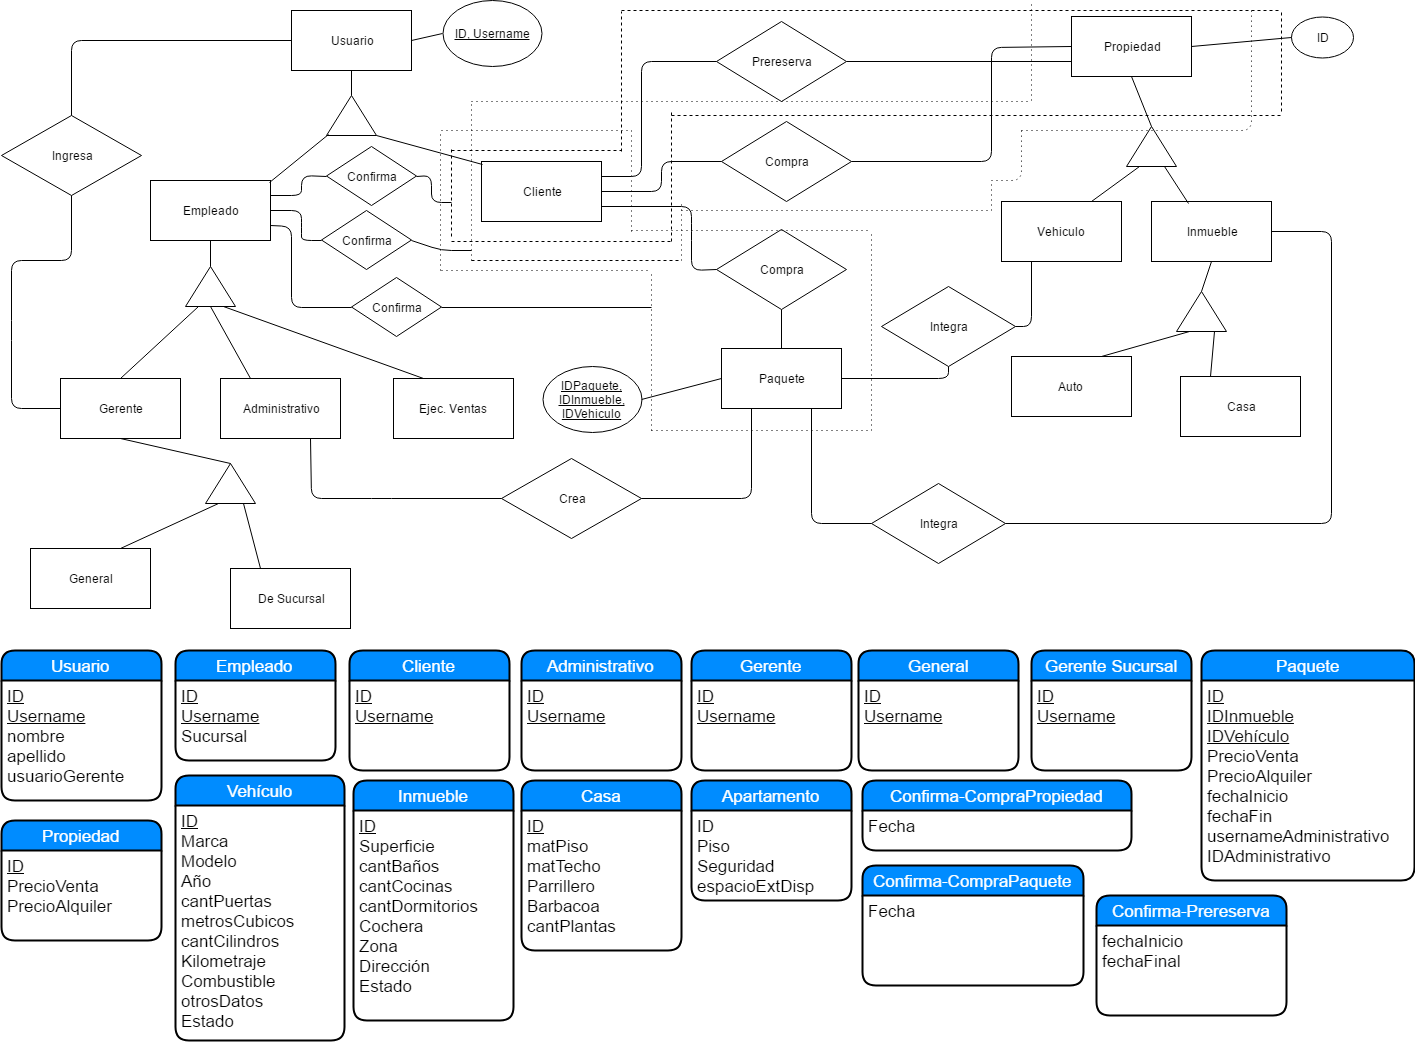 Usuario
ID, Username
Prereserva
Propiedad
ID
Ingresa
Confirma
Compra
Cliente
Empleado
Confirma
Vehiculo
Inmueble
Compra
Confirma
Integra
Paquete
IDPaquete,
IDInmueble,
IDVehiculo
Auto
Casa
Gerente
Administrativo
Ejec. Ventas
Crea
Integra
General
De Sucursal
Usuario
ID
Username
nombre
apellido
usuarioGerente
Empleado
ID
Username
Sucursal
Cliente
ID
Username
Administrativo
ID
Username
Gerente
ID
Username
General
ID
Username
Gerente Sucursal
ID
Username
Paquete
ID
IDInmueble
IDVehículo
PrecioVenta
PrecioAlquiler
fechaInicio
fechaFin
usernameAdministrativo
IDAdministrativo
Propiedad
ID
PrecioVenta
PrecioAlquiler
Vehículo
ID
Marca
Modelo
Año
cantPuertas
metrosCubicos
cantCilindros
Kilometraje
Combustible
otrosDatos
Estado
Inmueble
ID
Superficie
cantBaños
cantCocinas
cantDormitorios
Cochera
Zona
Dirección
Estado
Casa
ID
matPiso
matTecho
Parrillero
Barbacoa
cantPlantas
Apartamento
ID
Piso
Seguridad
espacioExtDisp
Confirma-CompraPropiedad
Fecha
Confirma-CompraPaquete
Fecha
Confirma-Prereserva
fechaInicio
fechaFinal